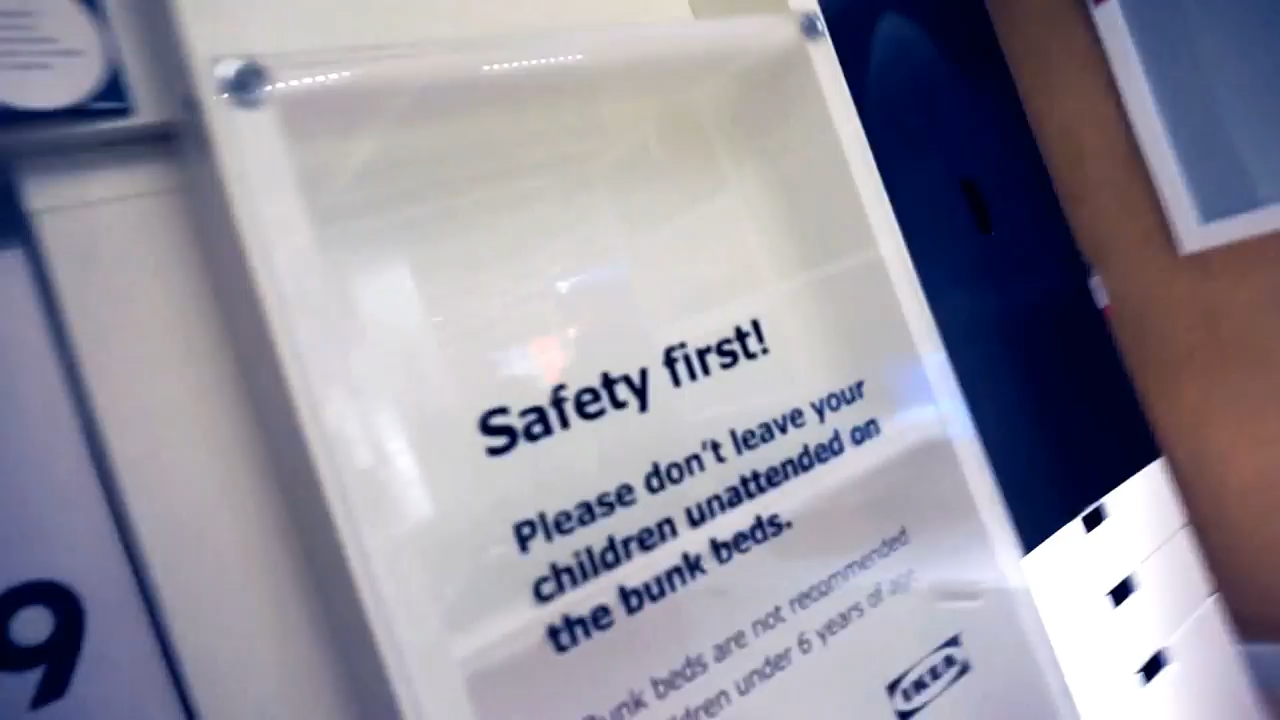 Safety first!
Please don't leave your
children unattended on
the bunk beds.
Bunk beds are not recommended
children under 6 years of age
IKEA
9